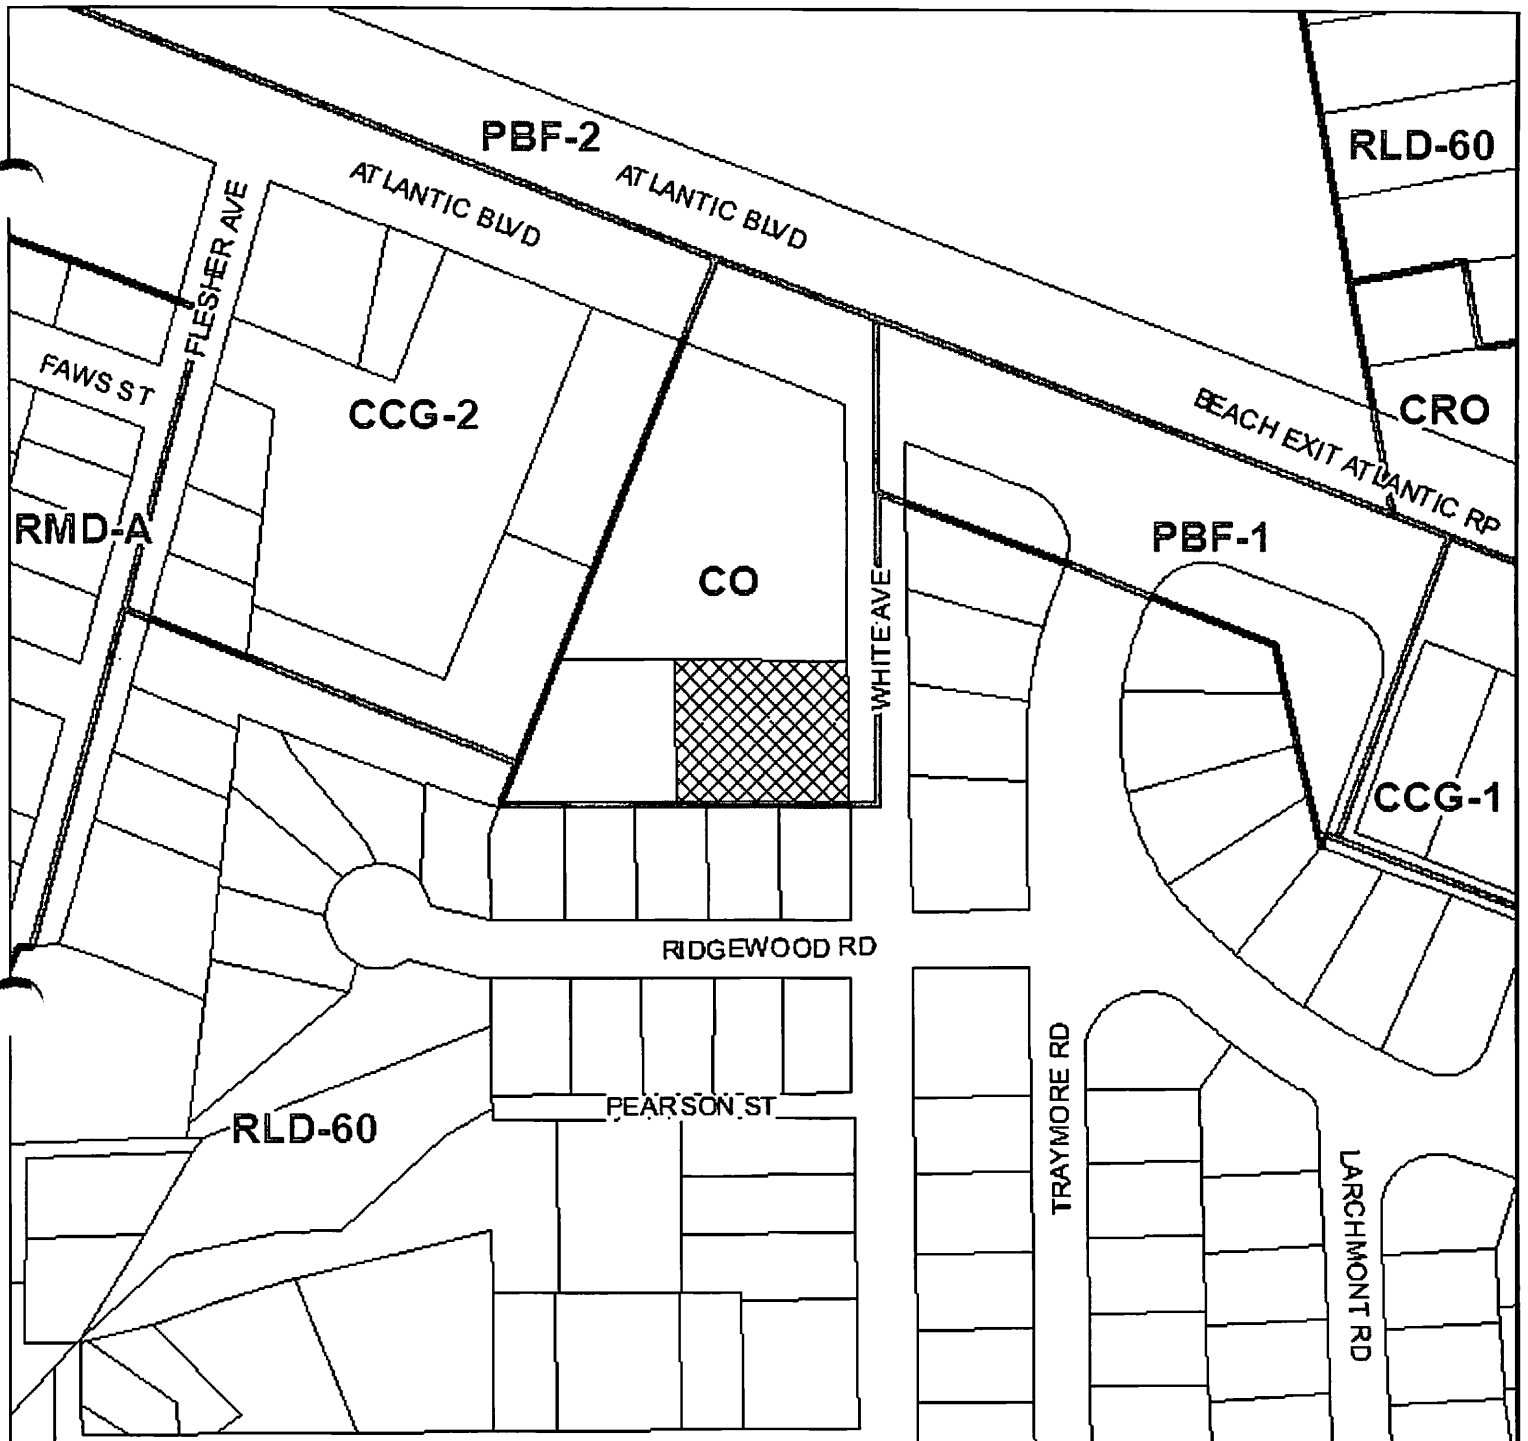 PBF-2
RLD-60
ATLANTIC BLVD
ATLANTIC BLVD
FLESHER AVE
FAWS ST
CCG-2
CRO
BEACH EXIT ATLANTIC RP
RMD-A
PBF-1
CO
WHITE AVE
CCG-1
RIDGEWOOD RD
PEARSON ST
TRAYMORE RD
RLD-60
LARCHMONT RD